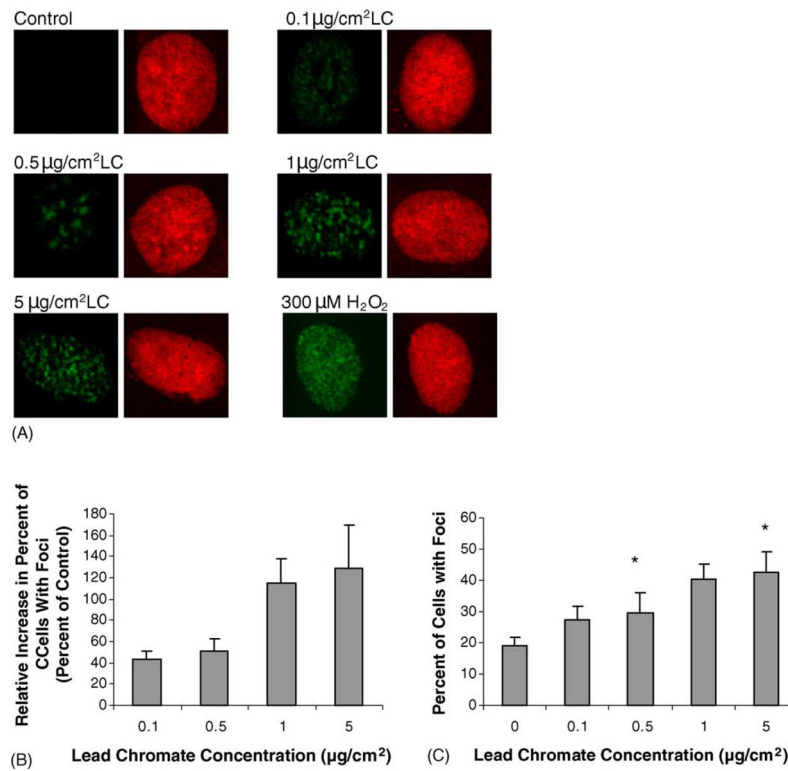 Control
0.1µg/cm²LC
0.5µg/cm²LC
1µg/cm²LC
5 µg/cm²LC
300 µM H₂O₂
(A)
Relative Increase in Percent of
CCells With Foci
(Percent of Control)
180
160
140
120
100
80
60
40
20
0
0.1
0.5
1
5
Lead Chromate Concentration (µg/cm²)
(B)
Percent of Cells with Foci
60
50
40
30
20
10
0
*
*
0
0.1
0.5
1
5
Lead Chromate Concentration (µg/cm²)
(C)